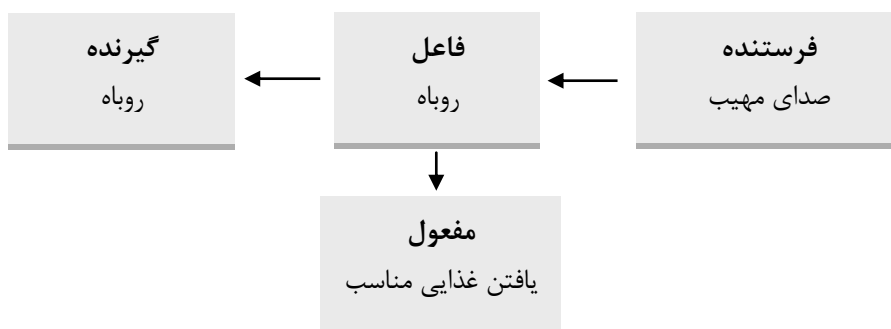 فرستنده
صدای مهیب
فاعل
روباه
گیرنده
روباه
مفعول
یافتن غذایی مناسب